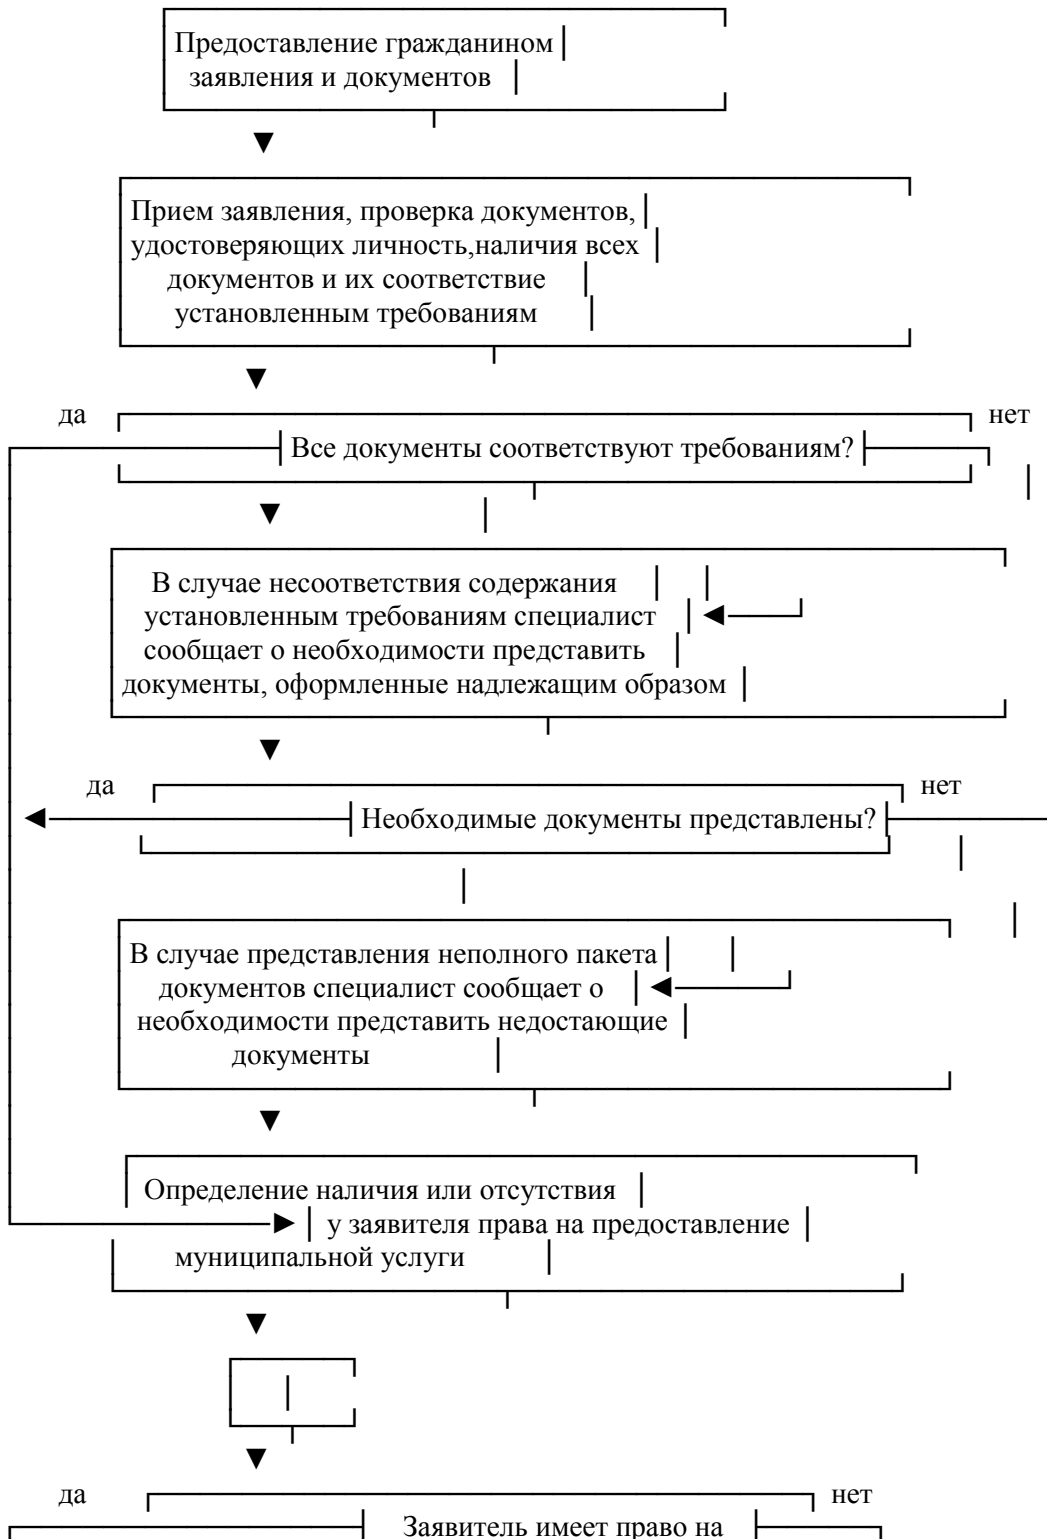 Предоставление гражданином
заявления и документов
Прием заявления, проверка документов,
удостоверяющих личность,наличия всех
документов и их соответствие
установленным требованиям
да нет
Все документы соответствуют требованиям?
В случае несоответствия содержания
установленным требованиям специалист
сообщает о необходимости представить
документы, оформленные надлежащим образом
да нет
Необходимые документы представлены?
В случае представления неполного пакета
документов специалист сообщает о
необходимости представить недостающие
документы
Определение наличия или отсутствия
у заявителя права на предоставление
муниципальной услуги
да нет
Заявитель имеет право на